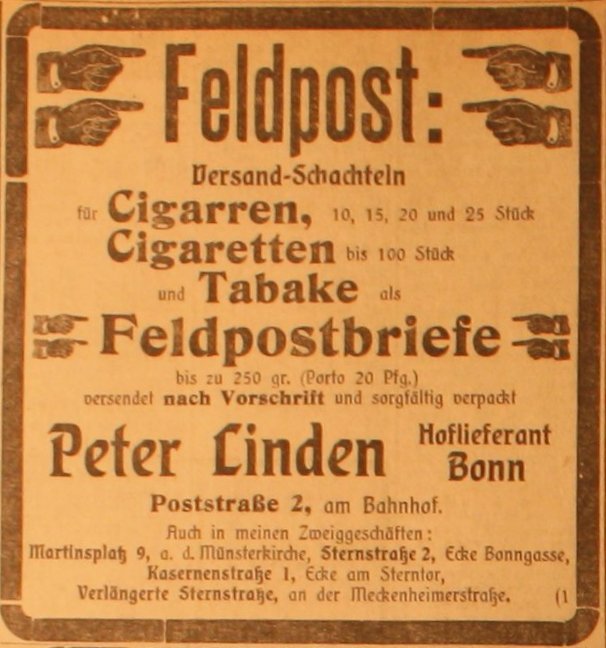 Feldpost:
Versand-Schachteln
für Cigarren, 10, 15, 20 und 25 Stück
Cigaretten bis 100 Stück
und Tabake als
Feldpostbriefe
bis zu 250 gr. (Porto 20 Pfg.)
versendet nach Vorschrift und sorgfältig verpackt
Peter Linden Hoflieferant
Bonn
Poststraße 2, am Bahnhof.
Auch in meinen Zweiggeschäften:
Martinsplatz 9, a. d. Münsterkirche, Sternstraße 2, Ecke Bonngasse,
Kasernenstraße 1, Ecke am Sterntor,
Verlängerte Sternstraße, an der Meckenheimerstraße. (1